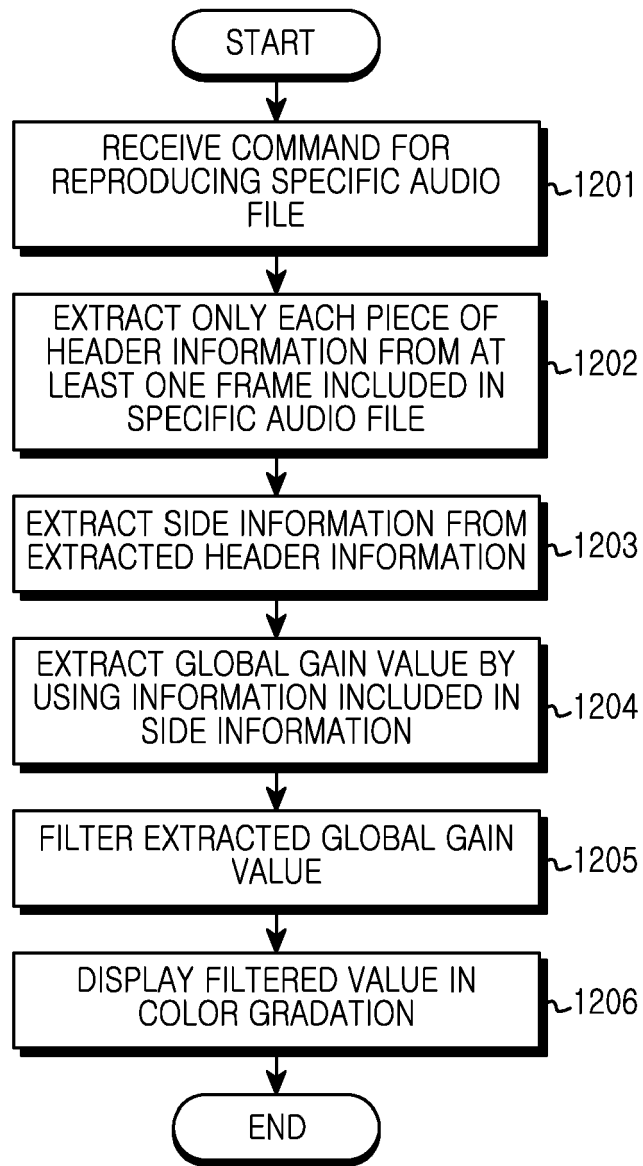 START
RECEIVE COMMAND FOR
REPRODUCING SPECIFIC AUDIO
FILE
1201
EXTRACT ONLY EACH PIECE OF
HEADER INFORMATION FROM AT
LEAST ONE FRAME INCLUDED IN
SPECIFIC AUDIO FILE
1202
EXTRACT SIDE INFORMATION FROM
EXTRACTED HEADER INFORMATION
1203
EXTRACT GLOBAL GAIN VALUE BY
USING INFORMATION INCLUDED IN
SIDE INFORMATION
1204
FILTER EXTRACTED GLOBAL GAIN
VALUE
1205
DISPLAY FILTERED VALUE IN
COLOR GRADATION
1206
END